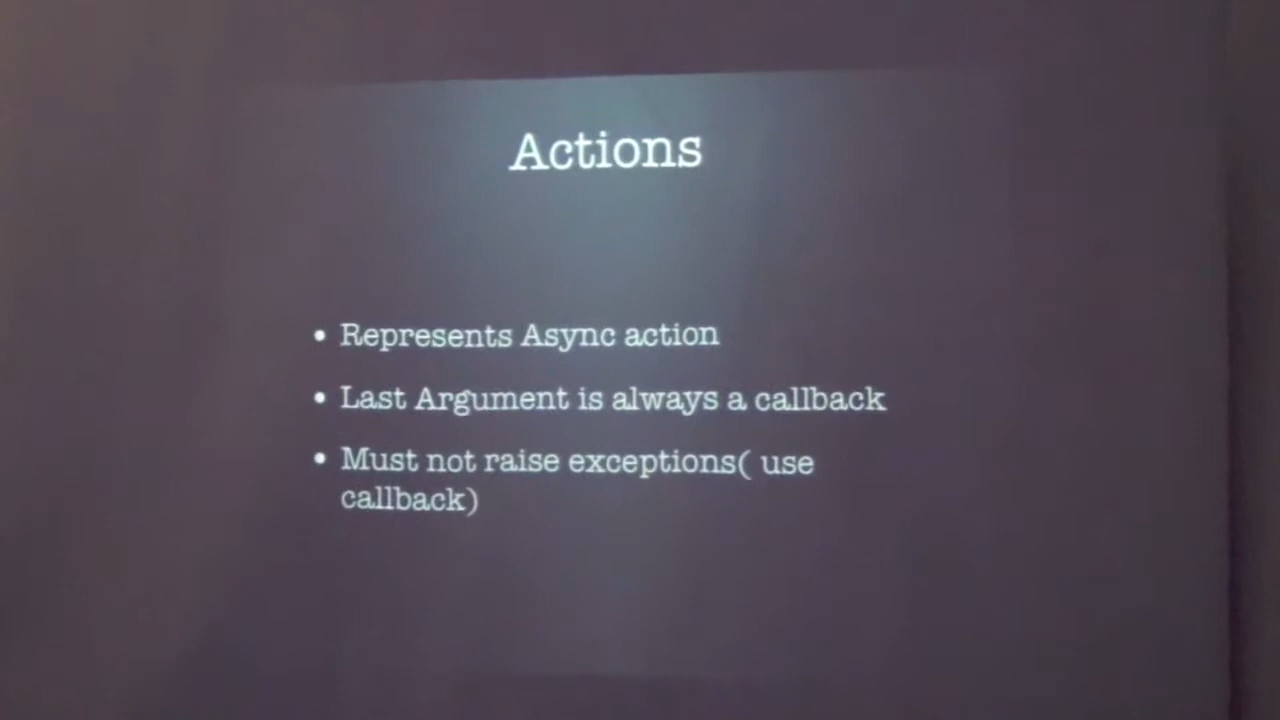 Actions
• Represents Async action
• Last Argument is always a callback
• Must not raise exceptions( use
callback)